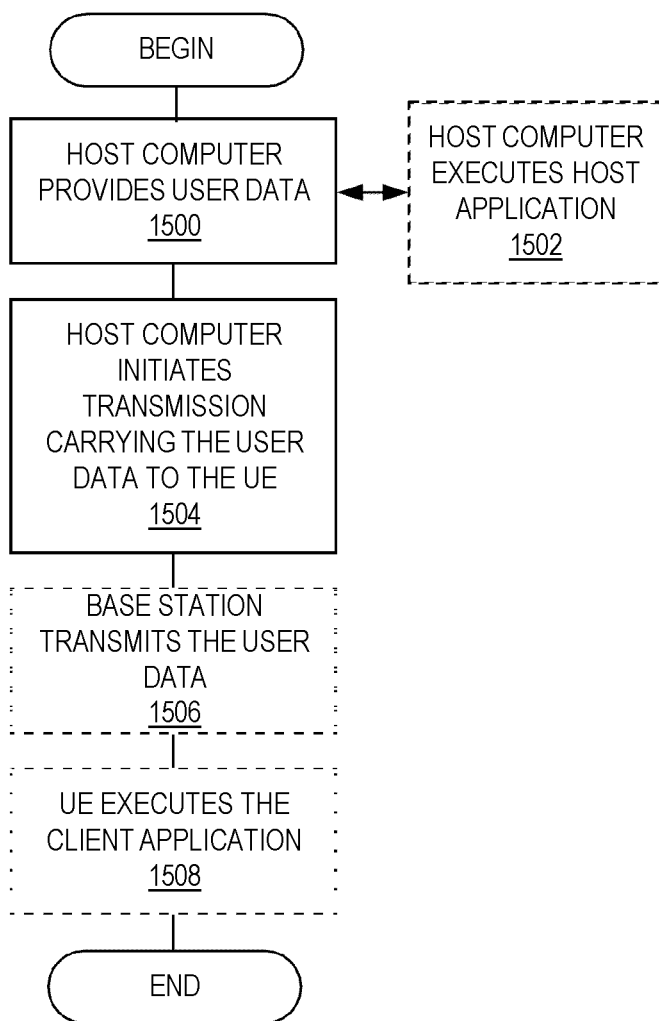 BEGIN
HOST COMPUTER
PROVIDES USER DATA
1500
HOST COMPUTER
EXECUTES HOST
APPLICATION
1502
HOST COMPUTER
INITIATES
TRANSMISSION
CARRYING THE USER
DATA TO THE UE
1504
BASE STATION
TRANSMITS THE USER
DATA
1506
UE EXECUTES THE
CLIENT APPLICATION
1508
END